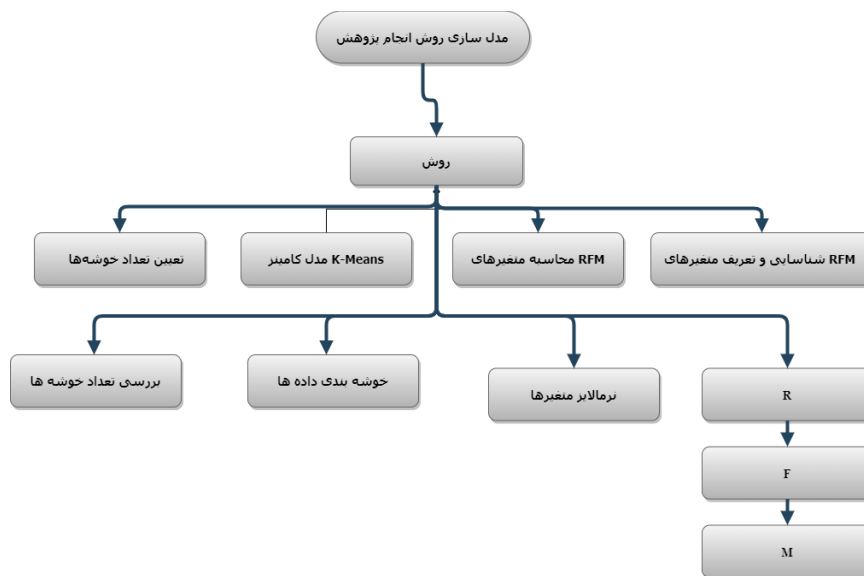 مدل سازی روش انجام پژوهش
روش
RFM شناسایی و تعریف متغیرهای
RFM محاسبه متغیرهای
K-Means مدل کامینز
تعیین تعداد خوشه‌ها
R
نرمالایز متغیرها
خوشه بندی داده ها
بررسی تعداد خوشه ها
F
M